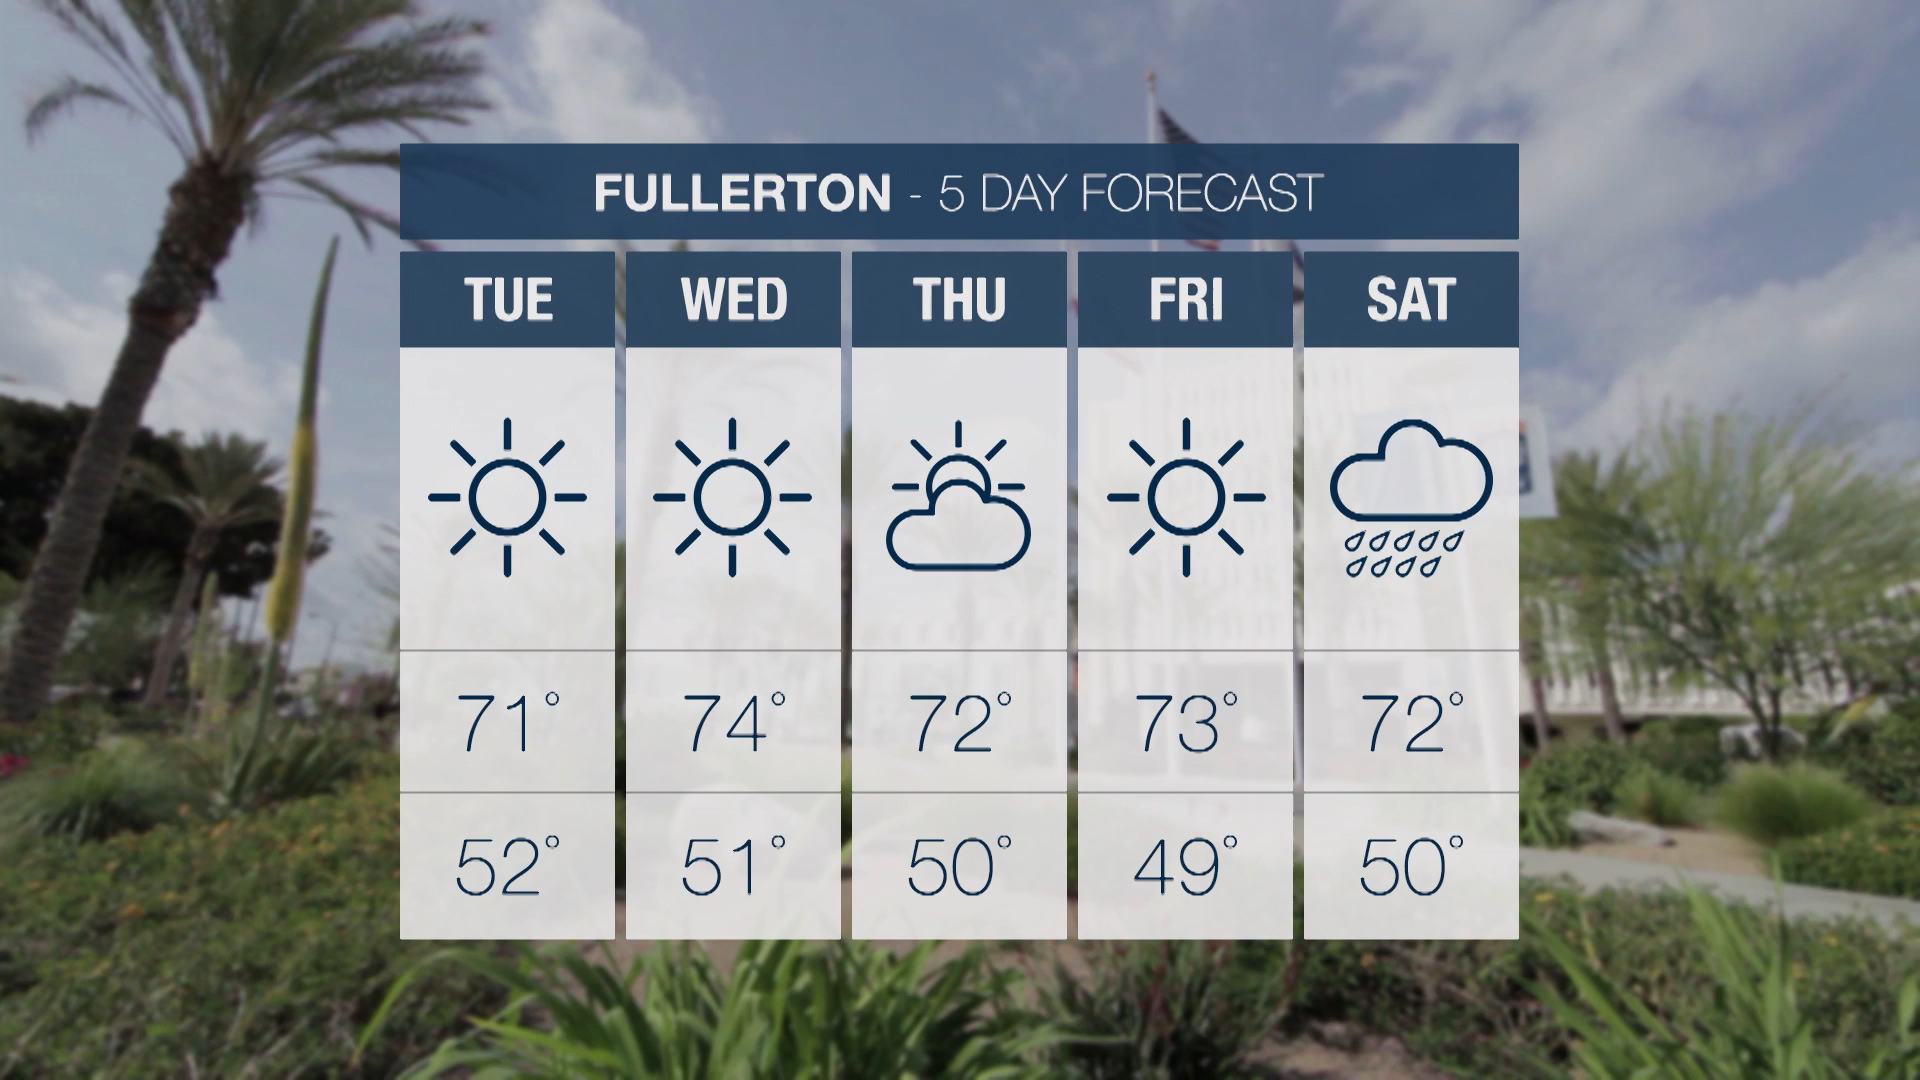 FULLERTON - 5 DAY FORECAST
TUE WED THU FRI SAT
71° 74° 72° 73° 72°
52° 51° 50° 49° 50°